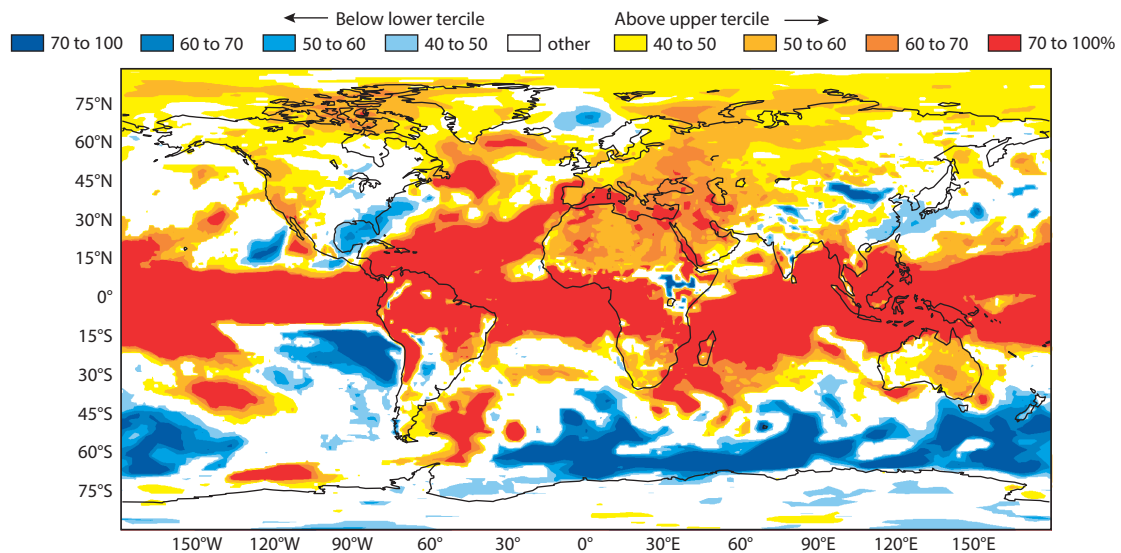 Below lower tercile Above upper tercile
70 to 100 60 to 70 50 to 60 40 to 50 other 40 to 50 50 to 60 60 to 70 70 to 100%
75°N
60°N
45°N
30°N
15°N
0°
15°S
30°S
45°S
60°S
75°S
150°W 120°W 90°W 60° 30° 0° 30°E 60° 90°E 120°E 150°E